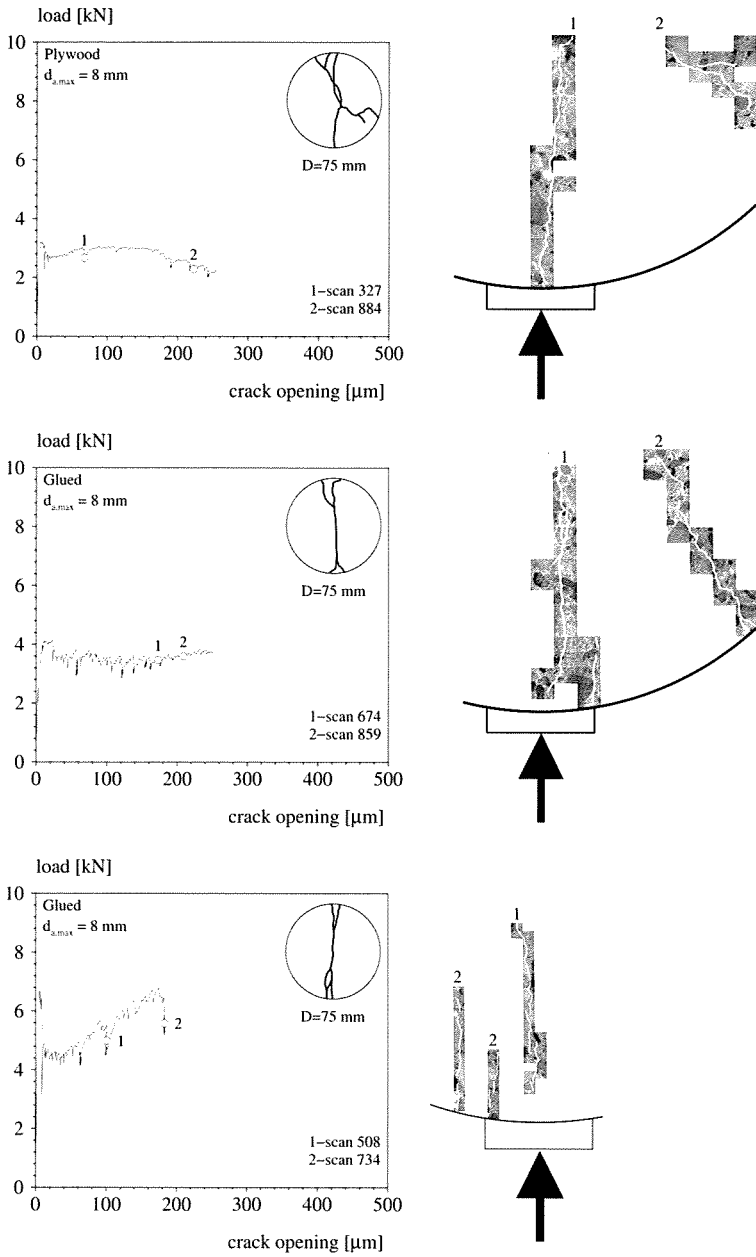 load [kN]
10
8
6
4
2
0
Plywood
d a,max = 8 mm
D=75 mm
1
2
1-scan 327
2-scan 884
0 100 200 300 400 500
crack opening [μm]
1
2
load [kN]
10
8
6
4
2
0
Glued
d a,max = 8 mm
D=75 mm
1
2
1-scan 674
2-scan 859
0 100 200 300 400 500
crack opening [μm]
1
2
load [kN]
10
8
6
4
2
0
Glued
d a,max = 8 mm
D=75 mm
1
2
1-scan 508
2-scan 734
0 100 200 300 400 500
crack opening [μm]
1
2
2